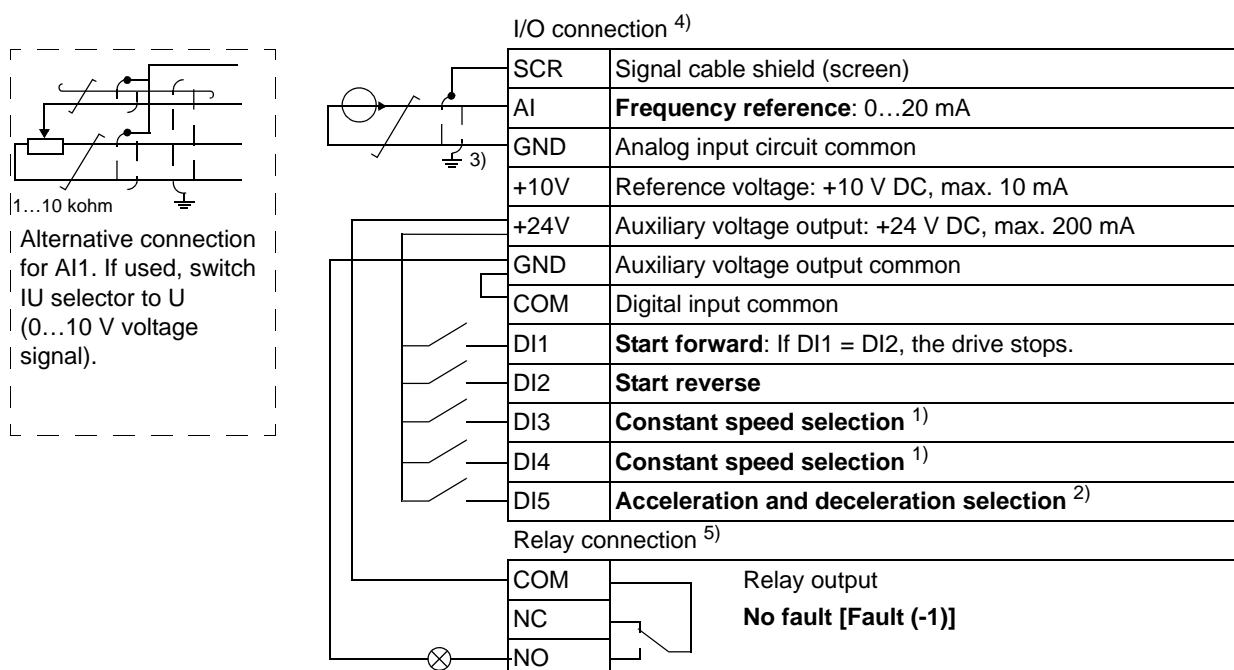 I/O connection 4)
SCR Signal cable shield (screen)
AI Frequency reference: 0…20 mA
GND Analog input circuit common
3)
+10V Reference voltage: +10 V DC, max. 10 mA
+24V Auxiliary voltage output: +24 V DC, max. 200 mA
GND Auxiliary voltage output common
COM Digital input common
DI1 Start forward: If DI1 = DI2, the drive stops.
DI2 Start reverse
DI3 Constant speed selection 1)
DI4 Constant speed selection 1)
DI5 Acceleration and deceleration selection 2)
1…10 kohm
Alternative connection
for AI1. If used, switch
IU selector to U
(0…10 V voltage
signal).
Relay connection 5)
COM Relay output
NC No fault [Fault (-1)]
NO